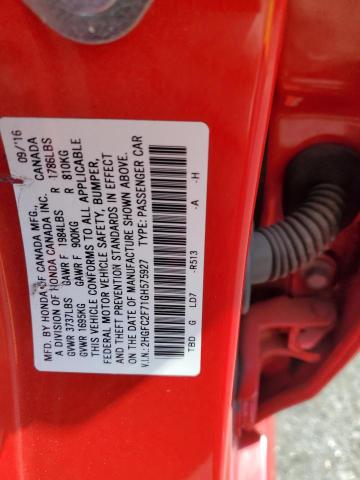 MFD. BY HONDA OF CANADA MFG., 09/'16
A DIVISION OF HONDA CANADA INC. CANADA
GVWR 3737LBS GAWR F 1984LBS R 1786LBS
GVWR 1695KG GAWR F 900KG R 810KG
THIS VEHICLE CONFORMS TO ALL APPLICABLE
FEDERAL MOTOR VEHICLE SAFETY, BUMPER,
AND THEFT PREVENTION STANDARDS IN EFFECT
ON THE DATE OF MANUFACTURE SHOWN ABOVE.
V.I.N.: 2HGFC2F71GH575927 TYPE: PASSENGER CAR
TBD G LD7 -R513 -A -H